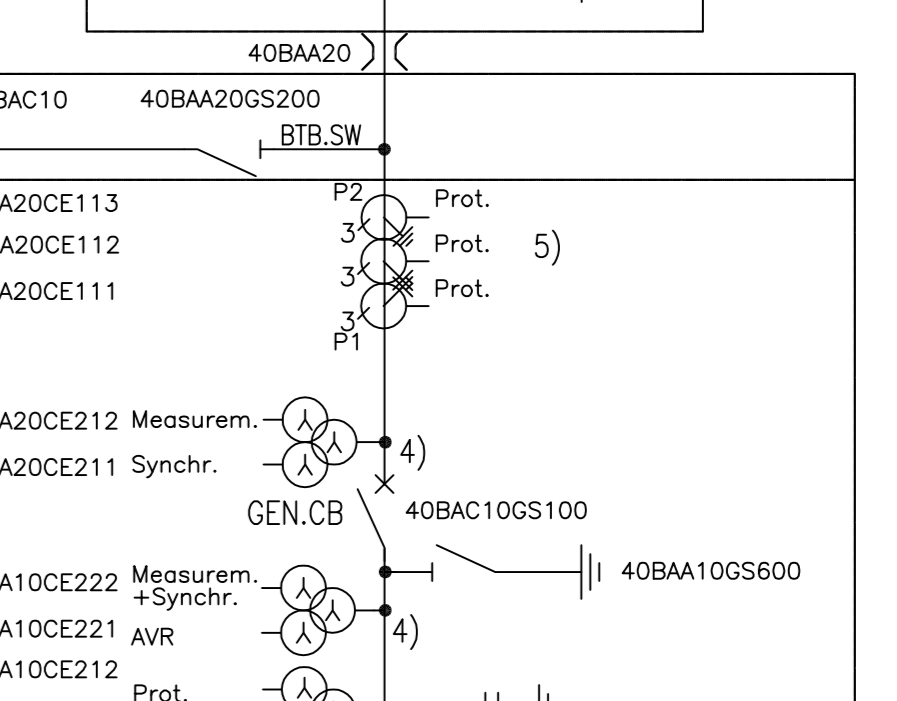 40BAA20
BAC10 40BAA20GS200
BTB.SW
P2
A20CE113 Prot.
3
A20CE112 Prot. 5)
3
A20CE111 Prot.
3
P1
A20CE212 Measurem.
4)
A20CE211 Synchr.
GEN.CB 40BAC10GS100
A10CE222 Measurem.
+Synchr.
40BAA10GS600
A10CE221 AVR 4)
A10CE212
Prot.